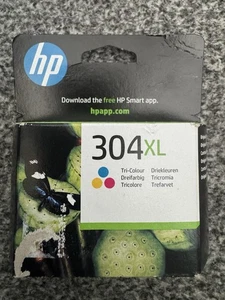 hp
Download the free HP Smart app.
hpapp.com
304XL
Tri-Colour Driekleuren
Dreifarbig Tricromia
Tricolore Trefarvet